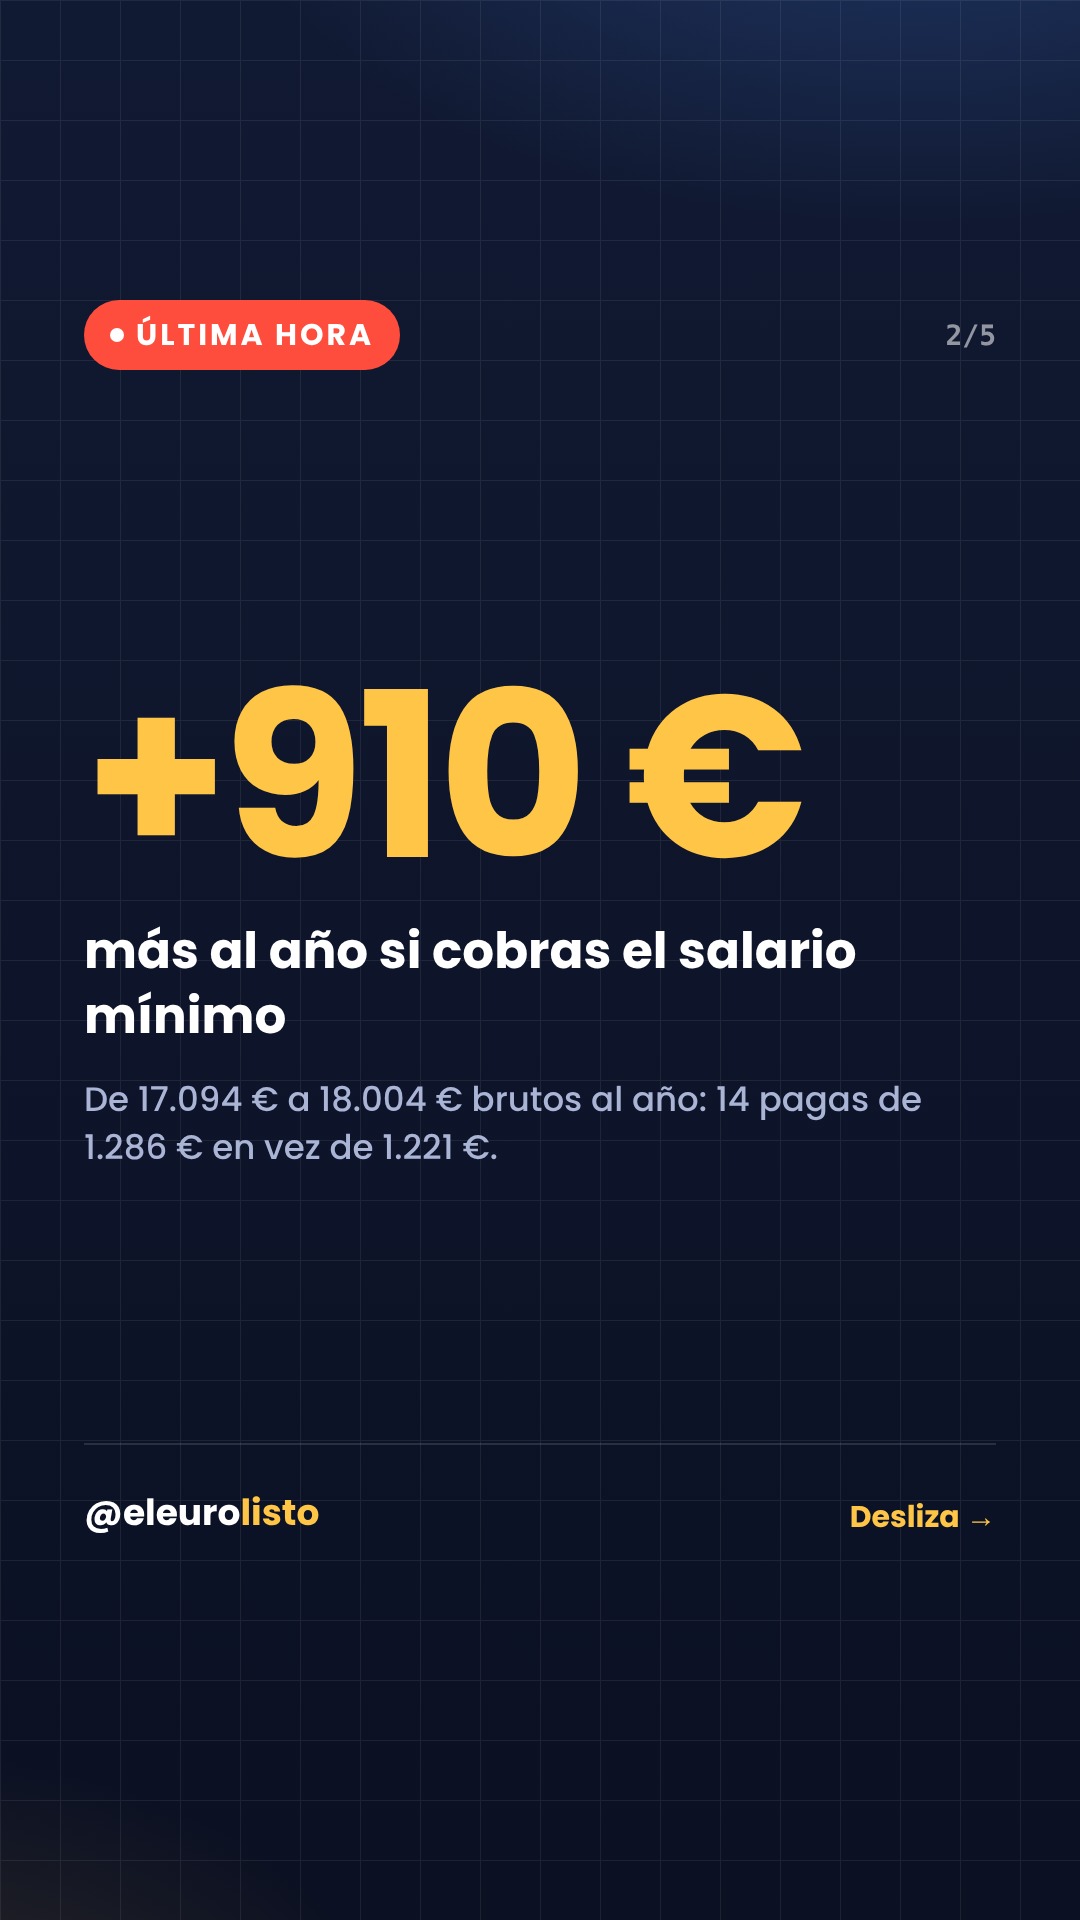 ÚLTIMA HORA
2/5
+910 €
más al año si cobras el salario
mínimo
De 17.094 € a 18.004 € brutos al año: 14 pagas de
1.286 € en vez de 1.221 €.
@eleurolisto
Desliza →